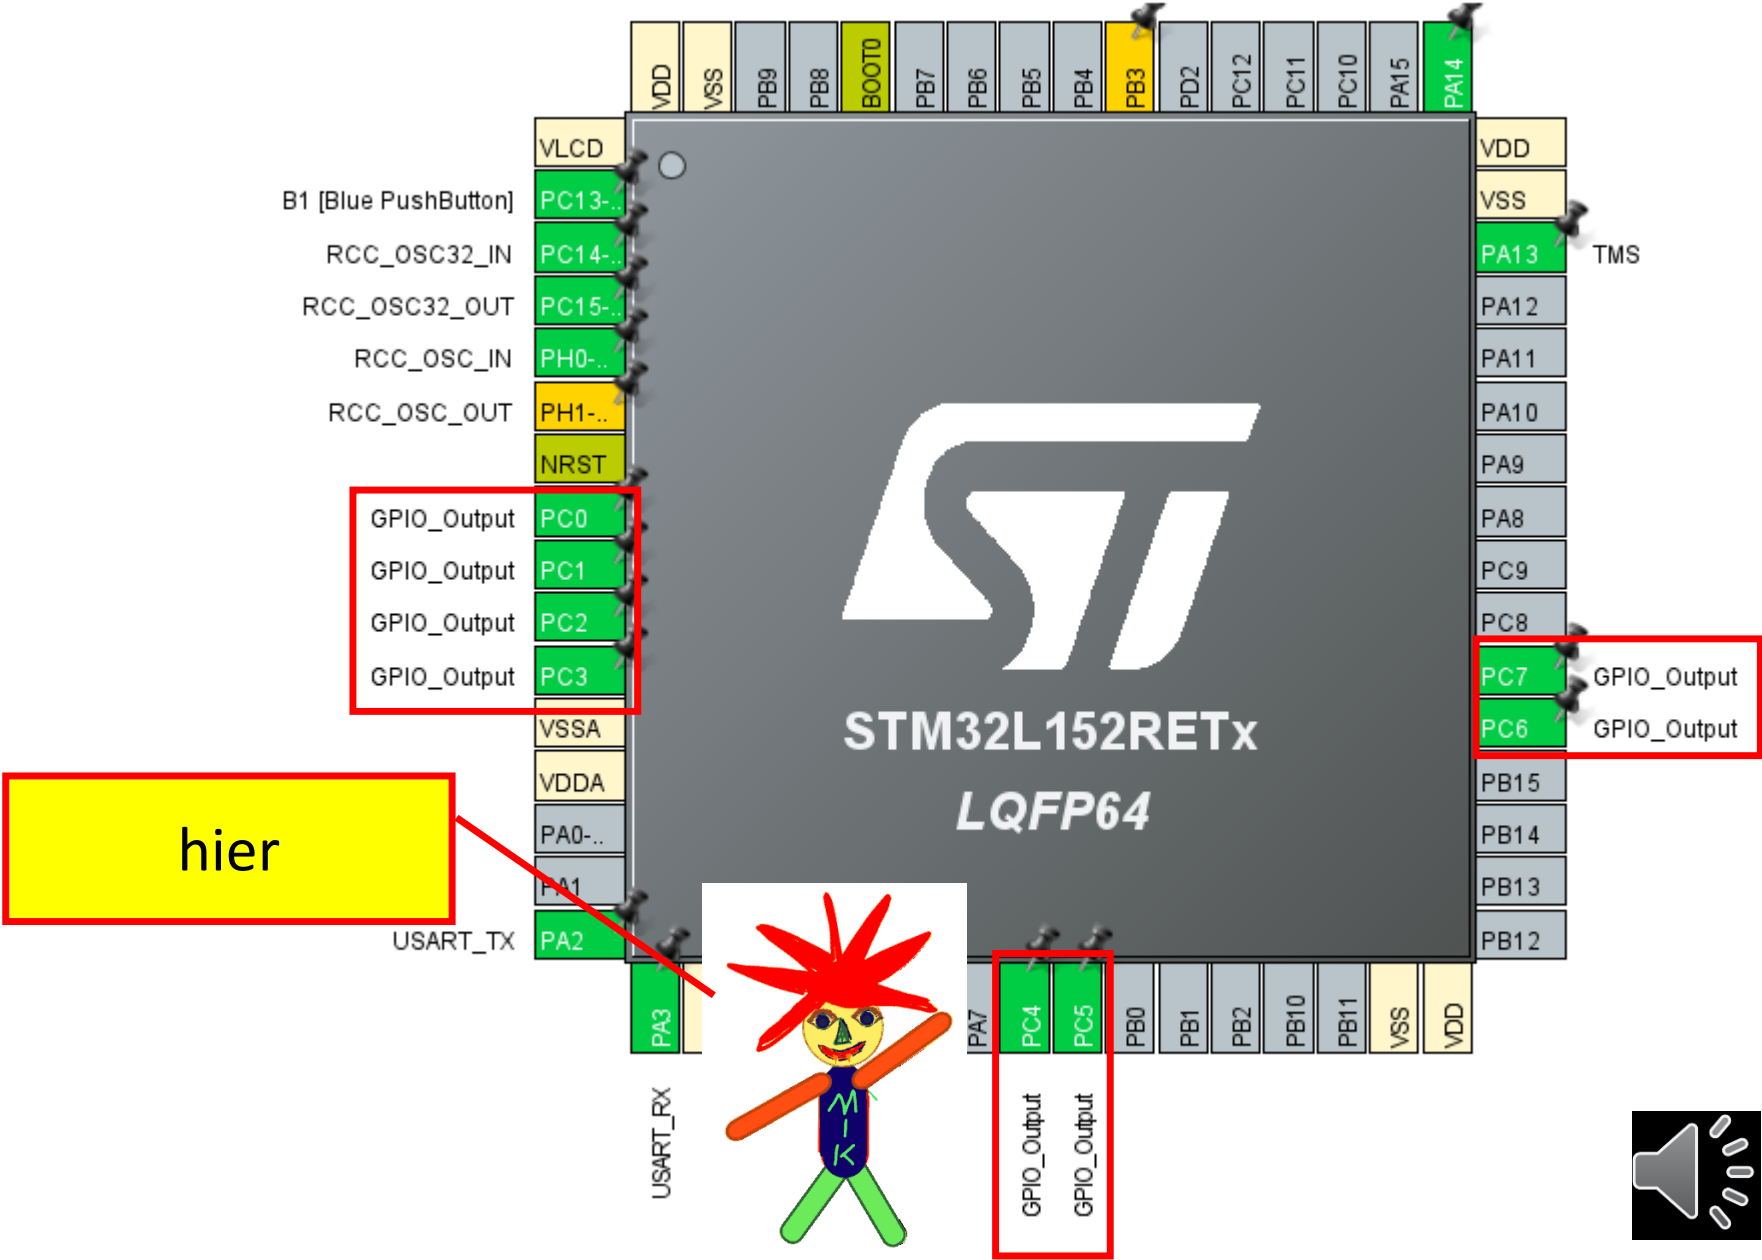 VDD
VSS
PB9
PB8
BOOT0
PB7
PB6
PB5
PB4
PB3
PD2
PC12
PC11
PC10
PA15
PA14
VLCD
B1 [Blue PushButton] PC13-..
RCC_OSC32_IN PC14-..
RCC_OSC32_OUT PC15-..
RCC_OSC_IN PH0-..
RCC_OSC_OUT PH1-..
NRST
GPIO_Output PC0
GPIO_Output PC1
GPIO_Output PC2
GPIO_Output PC3
VSSA
VDDA
PA0-..
PA1
USART_TX PA2
hier
ST
STM32L152RETx
LQFP64
VDD
VSS
PA13 TMS
PA12
PA11
PA10
PA9
PA8
PC9
PC8
PC7 GPIO_Output
PC6 GPIO_Output
PB15
PB14
PB13
PB12
PA3
USART_RX
MIK
PA7
PC4
GPIO_Output
PC5
GPIO_Output
PB0
PB1
PB2
PB10
PB11
VSS
VDD